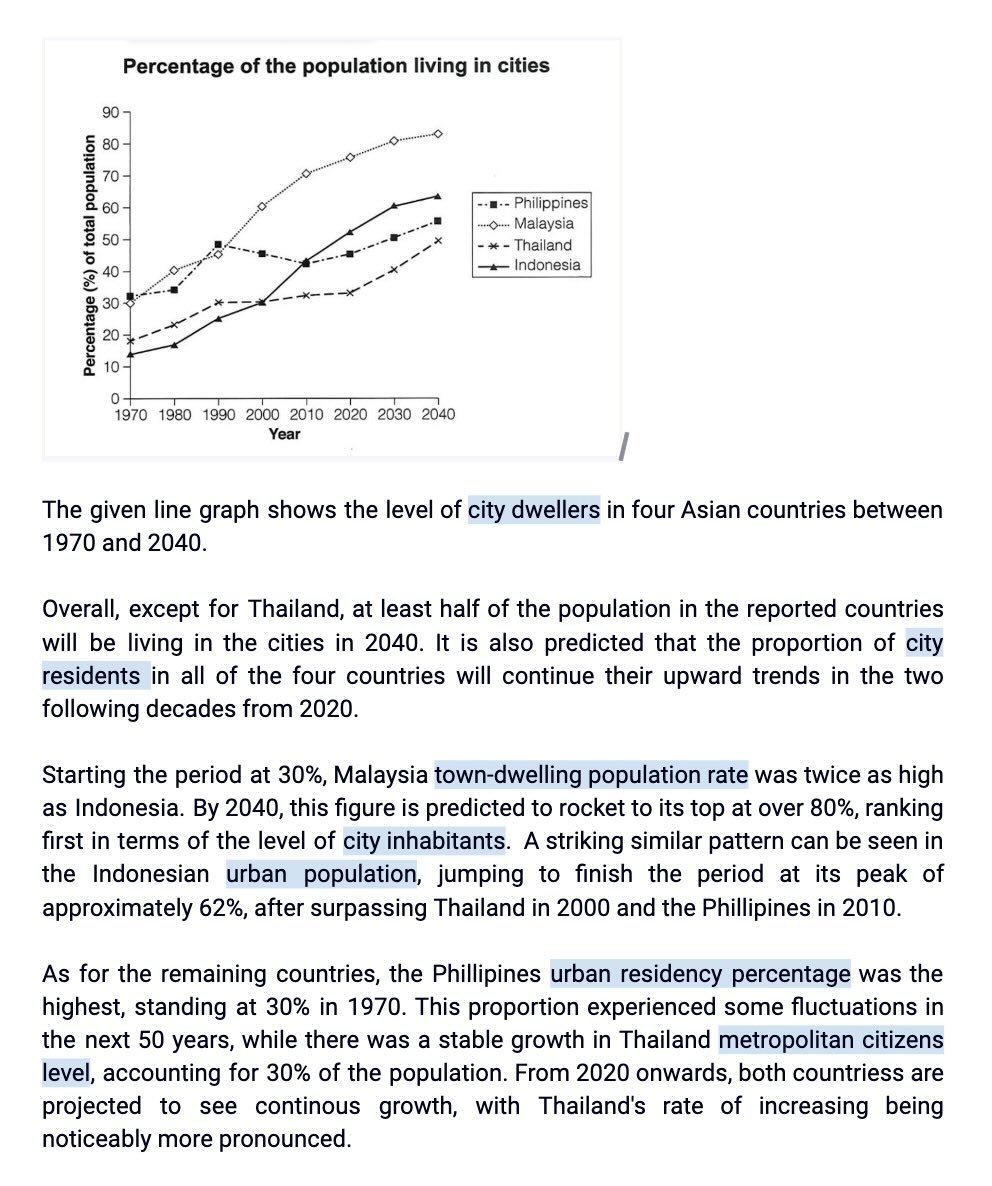 Percentage of the population living in cities
Percentage (%) of total population
90
80
70
60
50
40
30
20
10
0
1970 1980 1990 2000 2010 2020 2030 2040
Year
Philippines
Malaysia
Thailand
Indonesia
The given line graph shows the level of city dwellers in four Asian countries between
1970 and 2040.
Overall, except for Thailand, at least half of the population in the reported countries
will be living in the cities in 2040. It is also predicted that the proportion of city
residents in all of the four countries will continue their upward trends in the two
following decades from 2020.
Starting the period at 30%, Malaysia town-dwelling population rate was twice as high
as Indonesia. By 2040, this figure is predicted to rocket to its top at over 80%, ranking
first in terms of the level of city inhabitants. A striking similar pattern can be seen in
the Indonesian urban population, jumping to finish the period at its peak of
approximately 62%, after surpassing Thailand in 2000 and the Phillipines in 2010.
As for the remaining countries, the Phillipines urban residency percentage was the
highest, standing at 30% in 1970. This proportion experienced some fluctuations in
the next 50 years, while there was a stable growth in Thailand metropolitan citizens
level, accounting for 30% of the population. From 2020 onwards, both countriess are
projected to see continous growth, with Thailand's rate of increasing being
noticeably more pronounced.